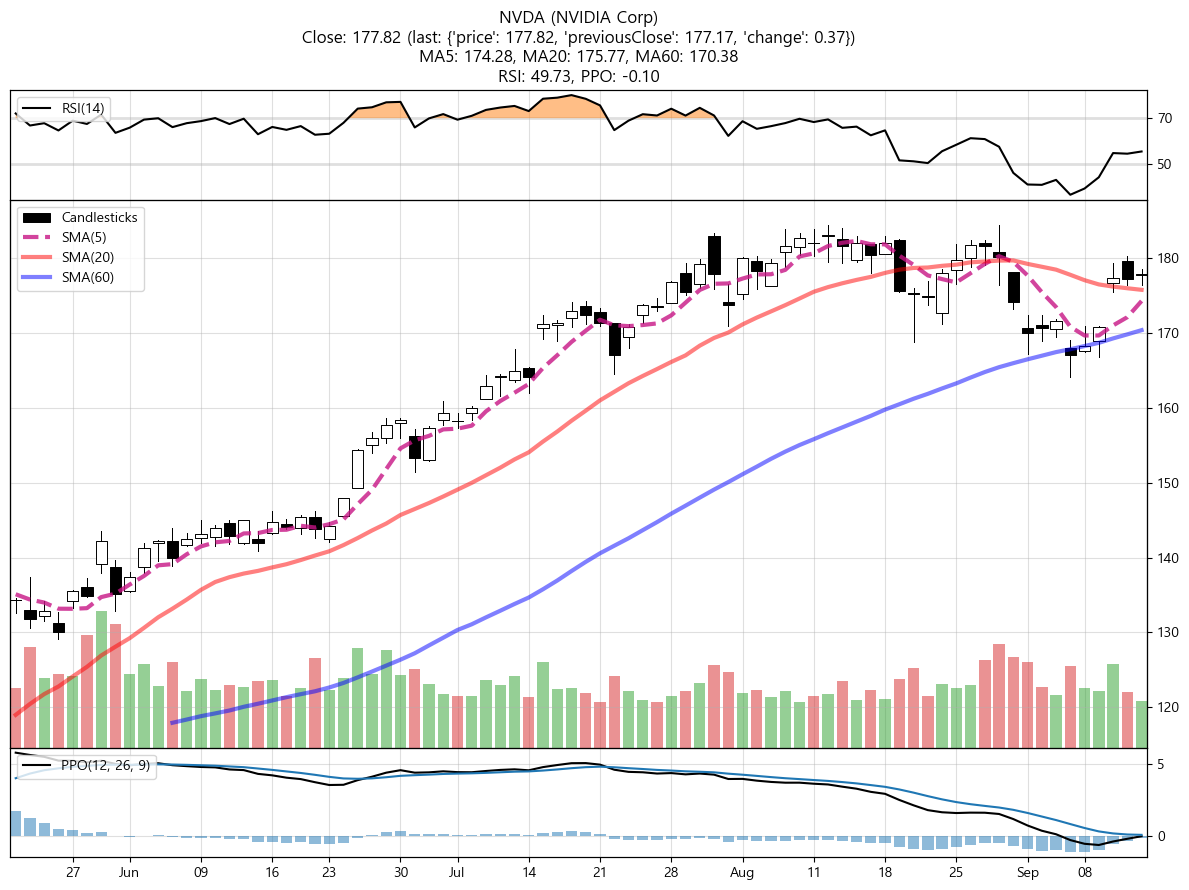 NVDA (NVIDIA Corp)
Close: 177.82 (last: {'price': 177.82, 'previousClose': 177.17, 'change': 0.37})
MA5: 174.28, MA20: 175.77, MA60: 170.38
RSI: 49.73, PPO: -0.10
RSI(14)
70
50
Candlesticks
SMA(5)
SMA(20)
SMA(60)
180
170
160
150
140
130
120
PPO(12, 26, 9)
5
0
27 Jun 09 16 23 30 Jul 14 21 28 Aug 11 18 25 Sep 08